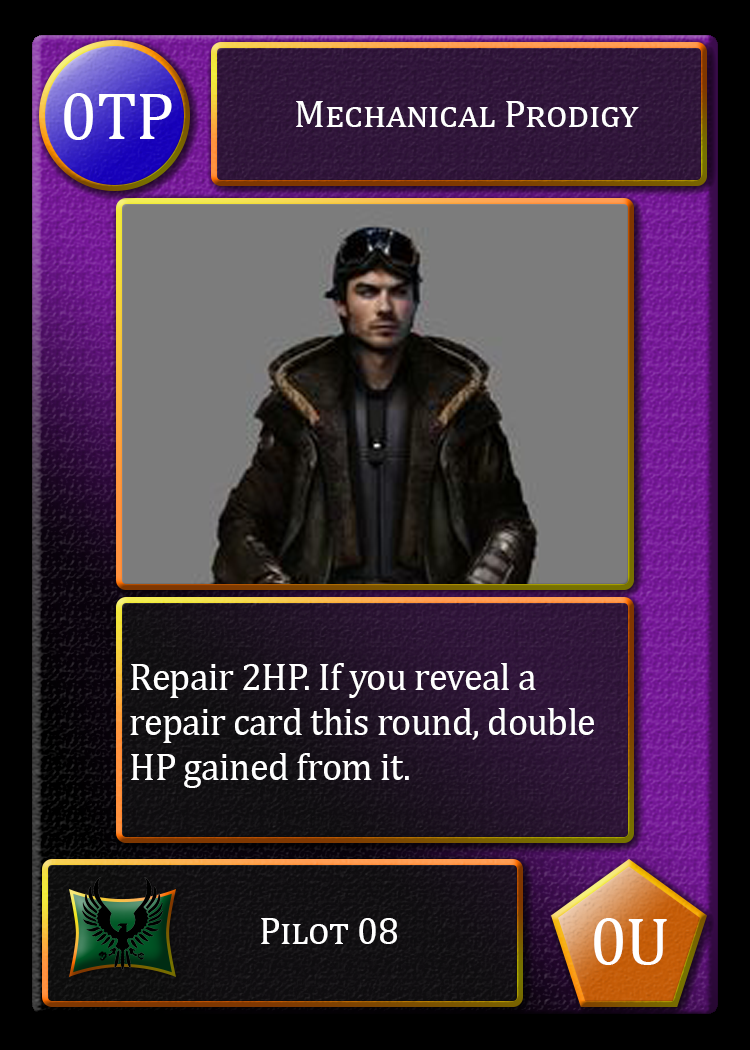 0TP
Mechanical Prodigy
Repair 2HP. If you reveal a
repair card this round, double
HP gained from it.
Pilot 08
0U